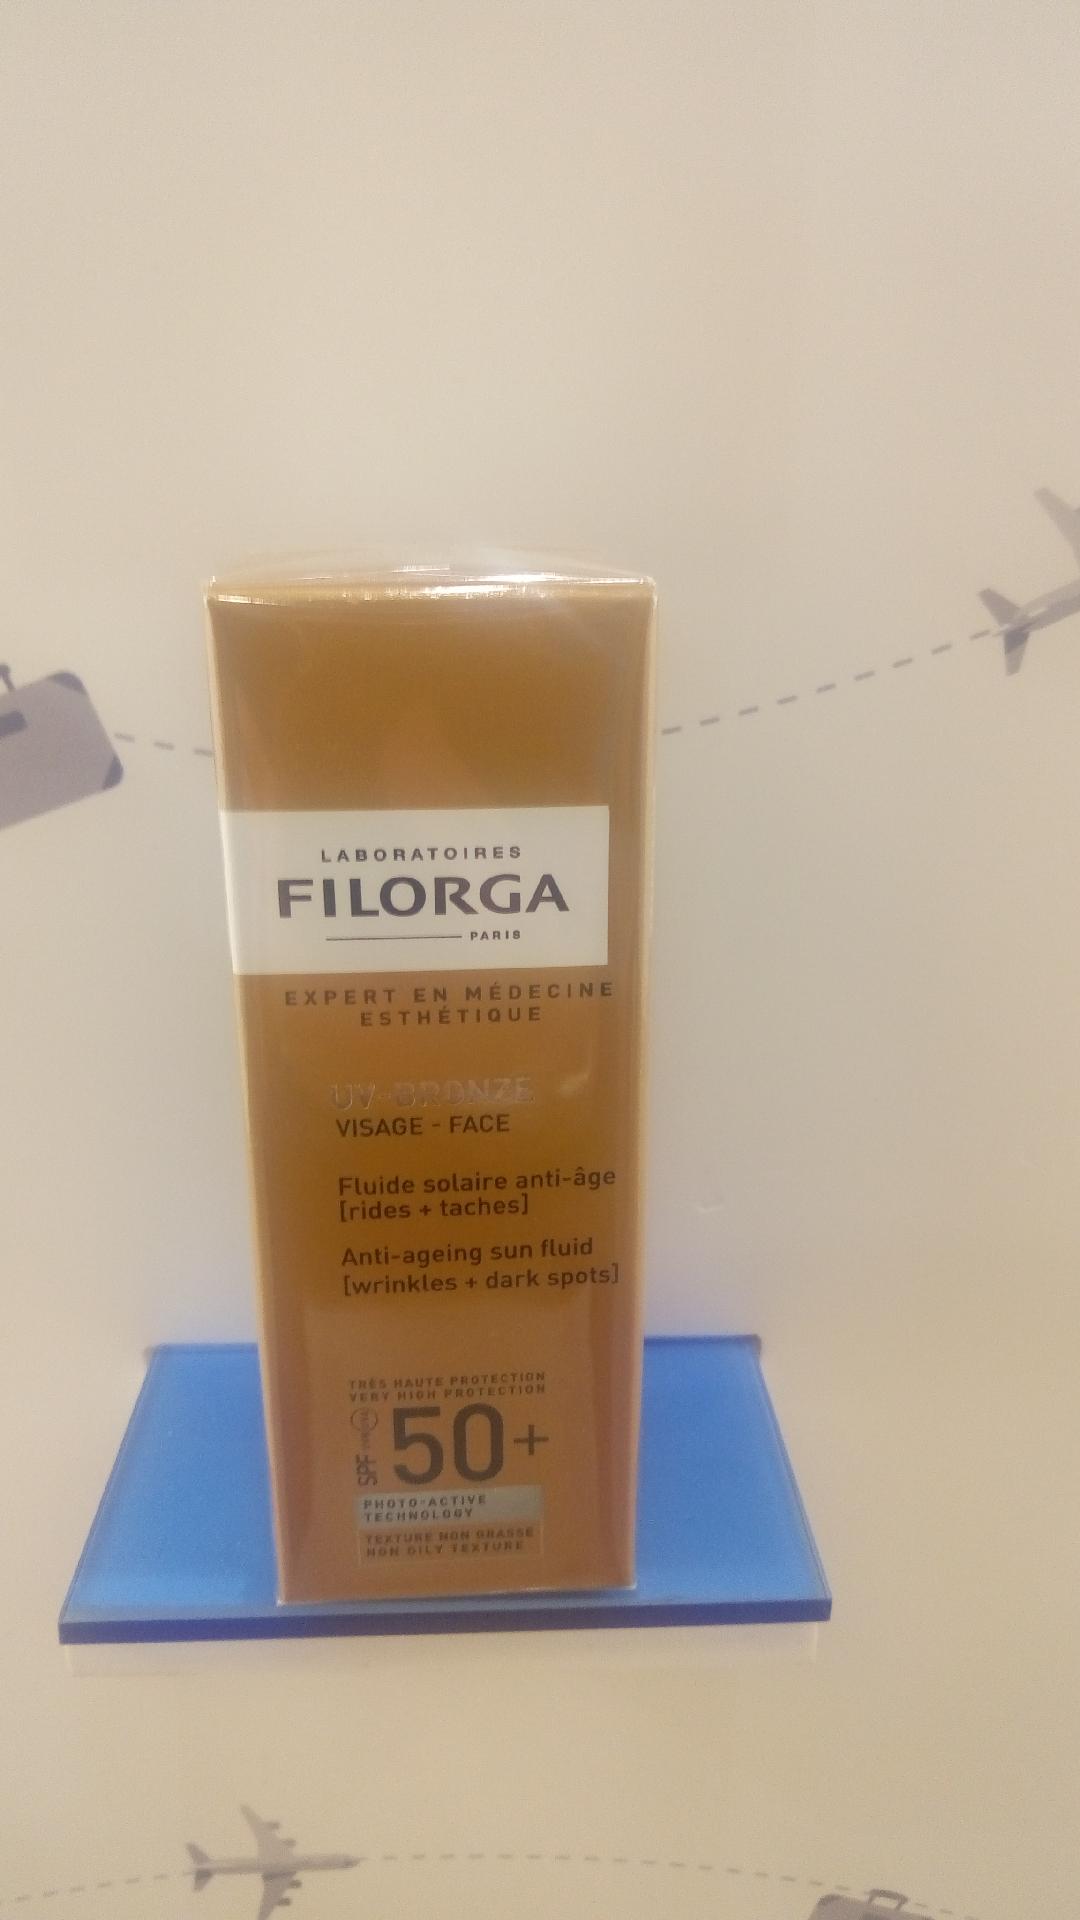 LABORATOIRES
FILORGA
PARIS
EXPERT EN MÉDECINE
ESTHÉTIQUE
UV-BRONZE
VISAGE - FACE
Fluide solaire anti-âge
[rides + taches]
Anti-ageing sun fluid
[wrinkles + dark spots]
TRÈS HAUTE PROTECTION
VERY HIGH PROTECTION
SPF
50+
PHOTO-ACTIVE
TECHNOLOGY
TEXTURE NON GRASSE
NON OILY TEXTURE